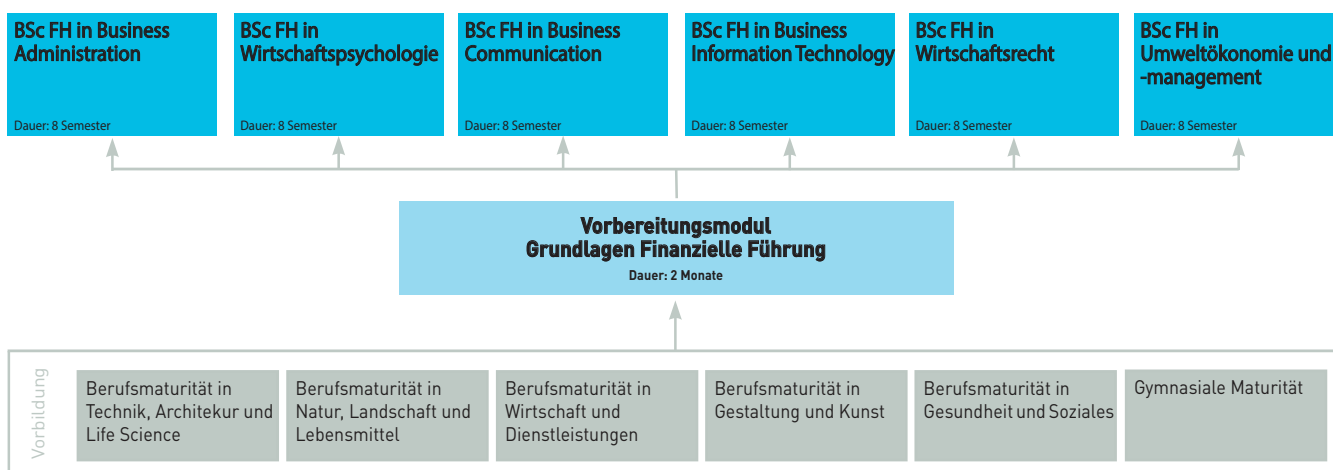 BSc FH in Business
Administration
Dauer: 8 Semester
BSc FH in
Wirtschaftspsychologie
Dauer: 8 Semester
BSc FH in Business
Communication
Dauer: 8 Semester
BSc FH in Business
Information Technology
Dauer: 8 Semester
BSc FH in
Wirtschaftsrecht
Dauer: 8 Semester
BSc FH in
Umweltökonomie und
-management
Dauer: 8 Semester
Vorbereitungsmodul
Grundlagen Finanzielle Führung
Dauer: 2 Monate
Vorbildung
Berufsmaturität in
Technik, Architekur und
Life Science
Berufsmaturität in
Natur, Landschaft und
Lebensmittel
Berufsmaturität in
Wirtschaft und
Dienstleistungen
Berufsmaturität in
Gestaltung und Kunst
Berufsmaturität in
Gesundheit und Soziales
Gymnasiale Maturität